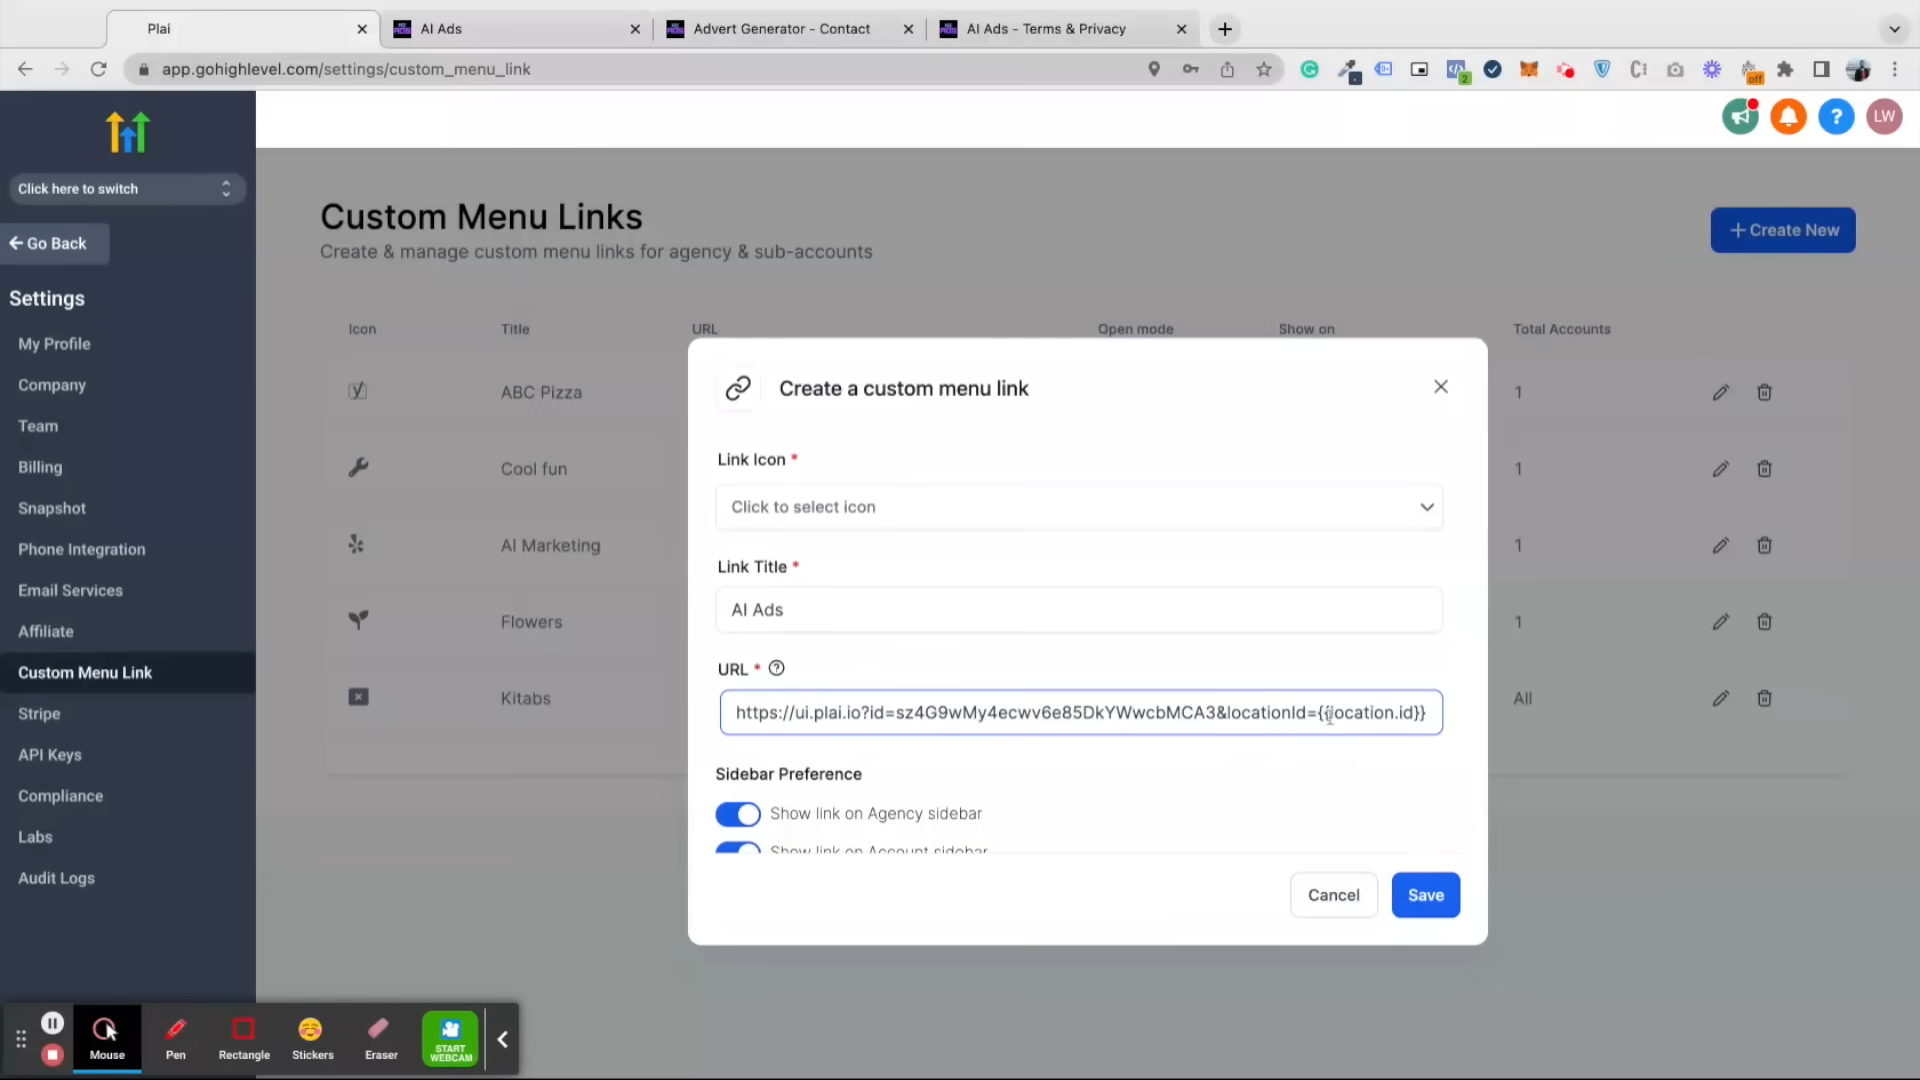 Plai
AI Ads
Advert Generator - Contact
AI Ads - Terms & Privacy
app.gohighlevel.com/settings/custom_menu_link
2
off
LW
Click here to switch
Go Back
Settings
My Profile
Company
Team
Billing
Snapshot
Phone Integration
Email Services
Affiliate
Custom Menu Link
Stripe
API Keys
Compliance
Labs
Audit Logs
Custom Menu Links
Create & manage custom menu links for agency & sub-accounts
+ Create New
Icon Title URL Open mode Show on Total Accounts
ABC Pizza 1
Cool fun 1
AI Marketing 1
Flowers 1
Kitabs All
Create a custom menu link
Link Icon *
Click to select icon
Link Title *
AI Ads
URL *
https://ui.plai.io?id=sz4G9wMy4ecwv6e85DkYWwcbMCA3&locationId={{location.id}}
Sidebar Preference
Show link on Agency sidebar
Show link on Account sidebar
Cancel
Save
Mouse
Pen
Rectangle
Stickers
Eraser
START
WEBCAM